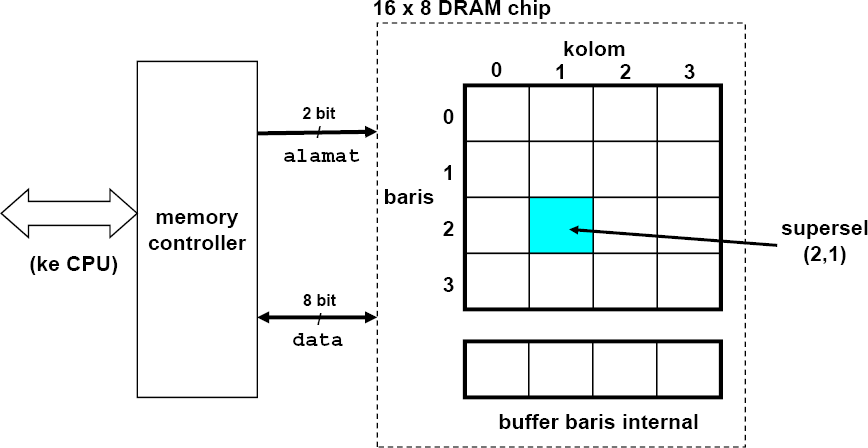 16 x 8 DRAM chip
kolom
0 1 2 3
0
2 bit
alamat
1
baris
memory
controller
2
supersel
(2,1)
(ke CPU)
3
8 bit
data
buffer baris internal